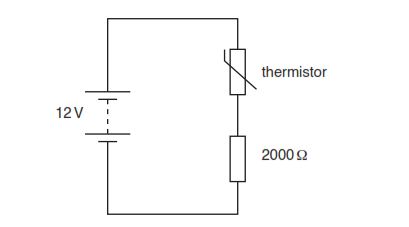 thermistor
12 V
2000 Ω